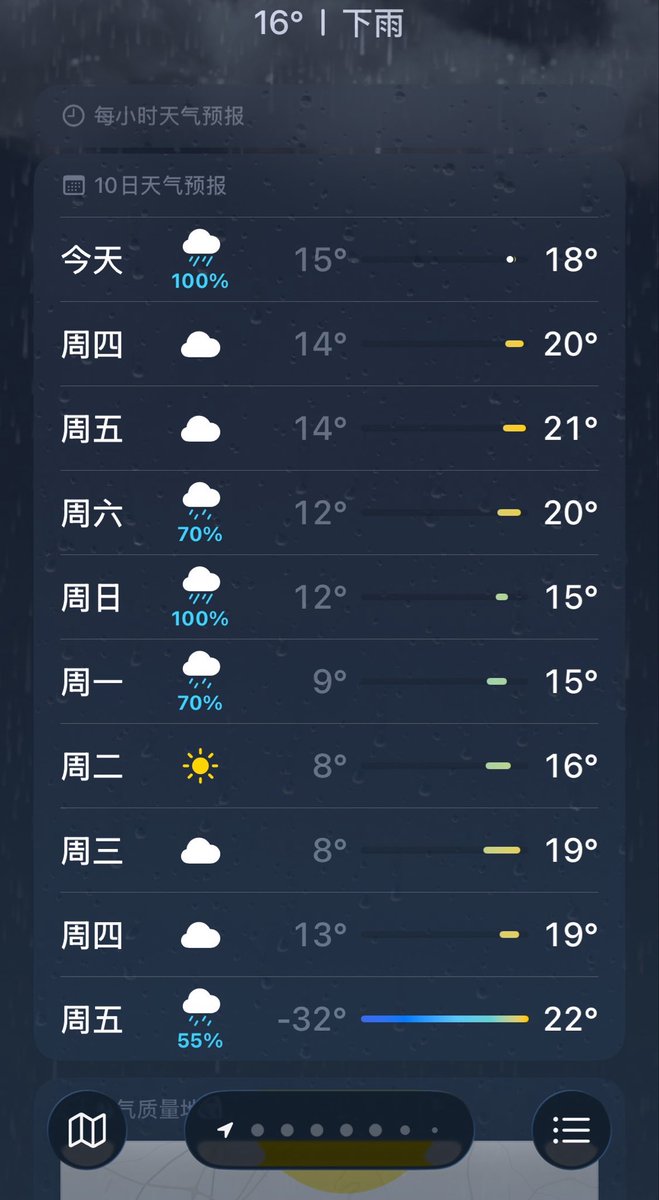 16° | 下雨
每小时天气预报
10日天气预报
今天 100% 15° 18°
周四 14° 20°
周五 14° 21°
周六 70% 12° 20°
周日 100% 12° 15°
周一 70% 9° 15°
周二 8° 16°
周三 8° 19°
周四 13° 19°
周五 55% -32° 22°
气质量地